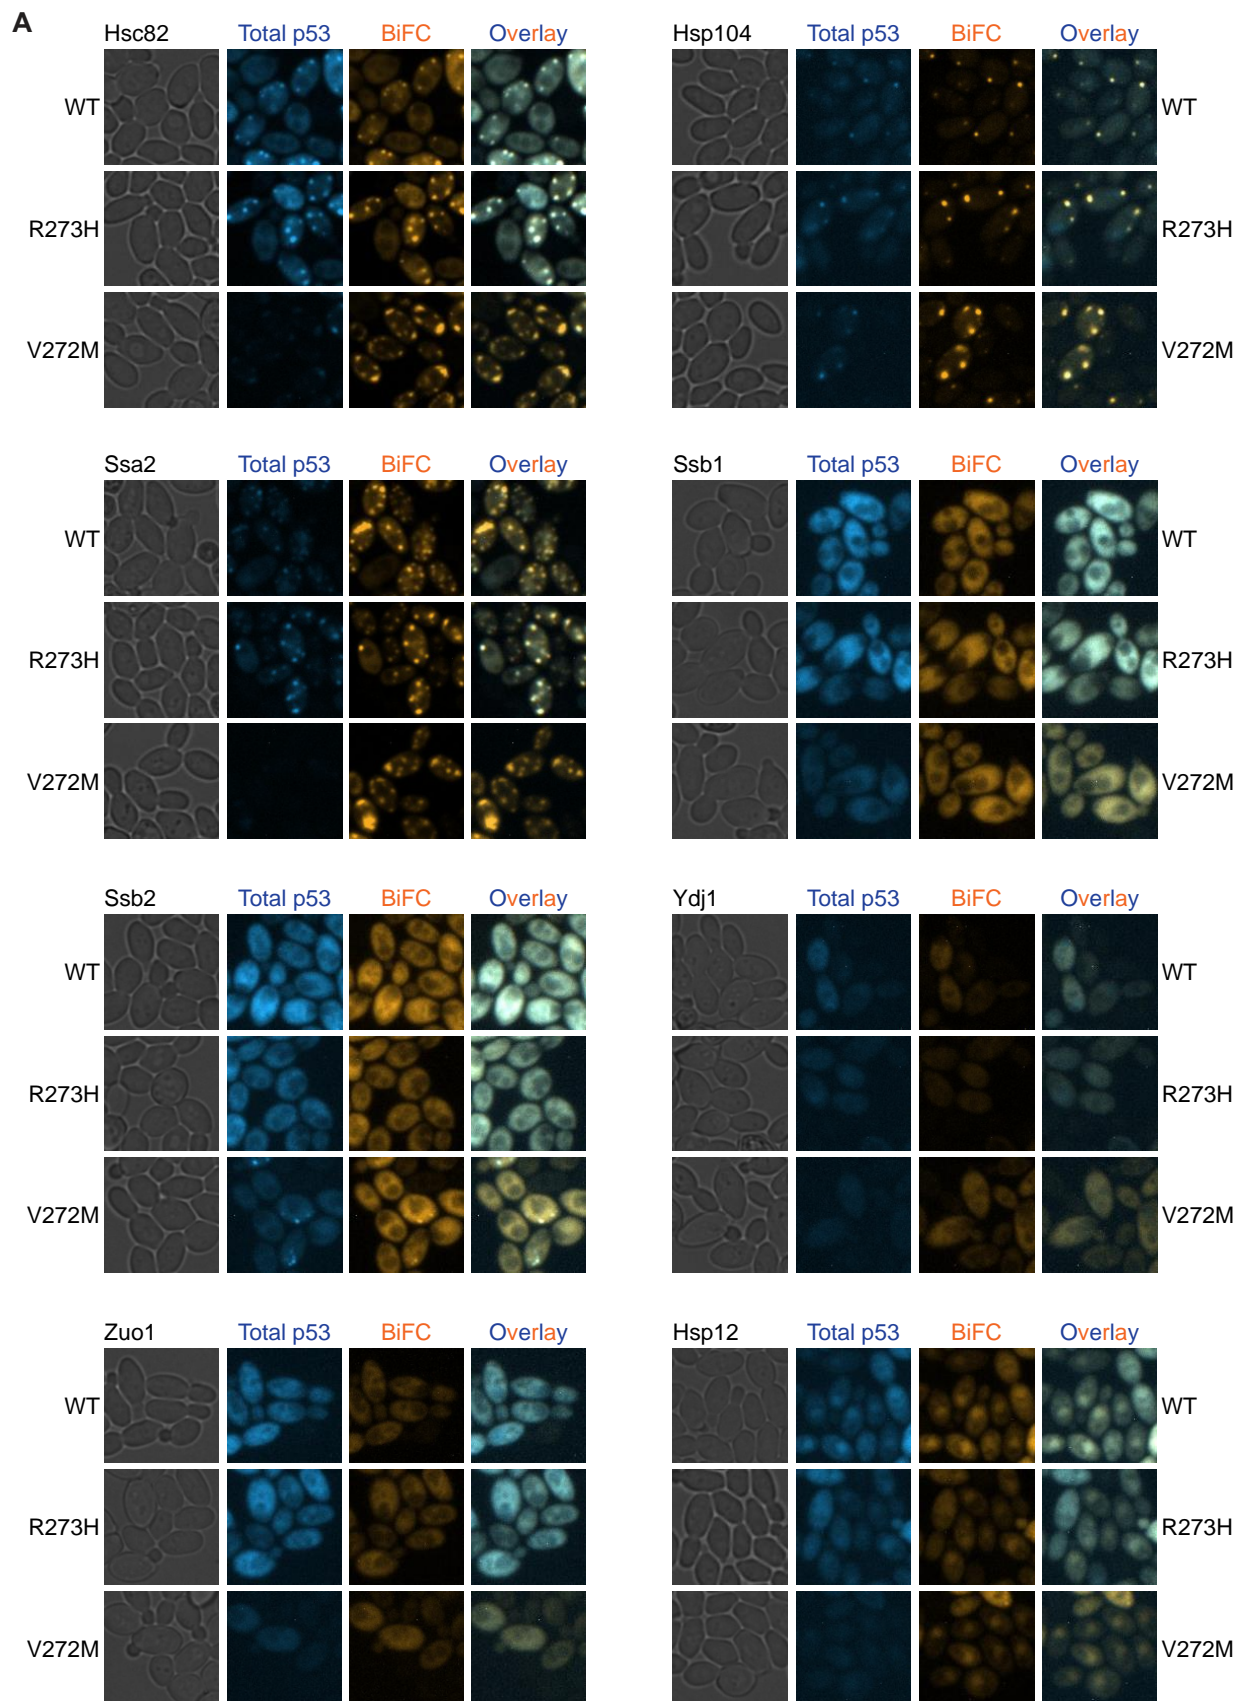 A
Hsc82 Total p53 BiFC Overlay
WT
R273H
V272M
Hsp104 Total p53 BiFC Overlay
WT
R273H
V272M
Ssa2 Total p53 BiFC Overlay
WT
R273H
V272M
Ssb1 Total p53 BiFC Overlay
WT
R273H
V272M
Ssb2 Total p53 BiFC Overlay
WT
R273H
V272M
Ydj1 Total p53 BiFC Overlay
WT
R273H
V272M
Zuo1 Total p53 BiFC Overlay
WT
R273H
V272M
Hsp12 Total p53 BiFC Overlay
WT
R273H
V272M